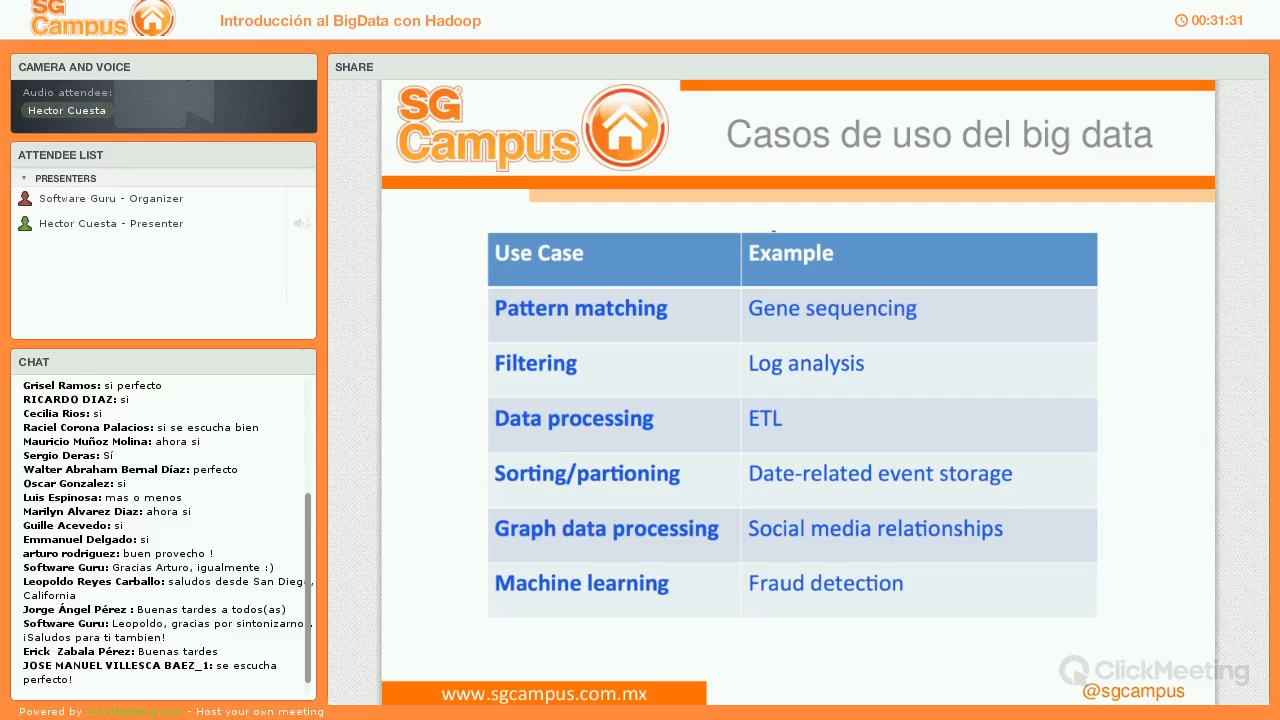 SG
Campus
Introducción al BigData con Hadoop
00:31:31
CAMERA AND VOICE
Audio attendee:
Hector Cuesta
ATTENDEE LIST
PRESENTERS
Software Guru - Organizer
Hector Cuesta - Presenter
CHAT
Grisel Ramos: si perfecto
RICARDO DIAZ: si
Cecilia Rios: si
Raciel Corona Palacios: si se escucha bien
Mauricio Muñoz Molina: ahora si
Sergio Deras: Sí
Walter Abraham Bernal Díaz: perfecto
Oscar Gonzalez: si
Luis Espinosa: mas o menos
Marilyn Alvarez Diaz: ahora si
Guille Acevedo: si
Emmanuel Delgado: si
arturo rodriguez: buen provecho !
Software Guru: Gracias Arturo, igualmente :)
Leopoldo Reyes Carballo: saludos desde San Diego,
California
Jorge Ángel Pérez : Buenas tardes a todos(as)
Software Guru: Leopoldo, gracias por sintonizarno
¡Saludos para ti tambien!
Erick Zabala Pérez: Buenas tardes
JOSE MANUEL VILLESCA BAEZ_1: se escucha
perfecto!
Powered by ClickMeeting.com - Host your own meeting
SHARE
SG
Campus
Casos de uso del big data
Use Case Example
Pattern matching Gene sequencing
Filtering Log analysis
Data processing ETL
Sorting/partioning Date-related event storage
Graph data processing Social media relationships
Machine learning Fraud detection
ClickMeeting
www.sgcampus.com.mx
@sgcampus